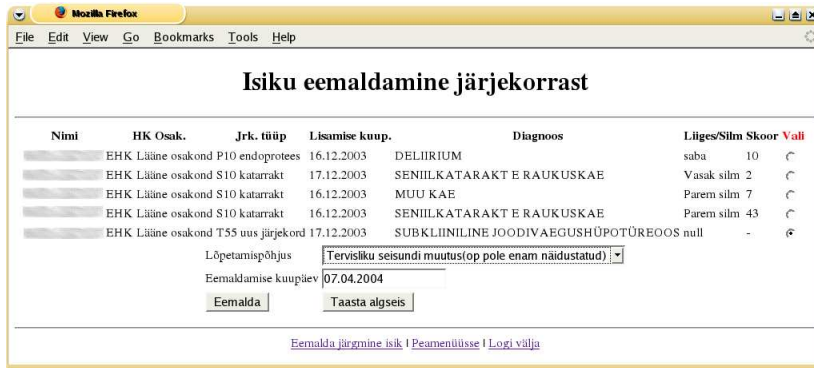 Mozilla Firefox
File Edit View Go Bookmarks Tools Help
Isiku eemaldamine järjekorrast
Nimi HK Osak. Jrk. tüüp Lisamise kuup. Diagnoos Liiges/Silm Skoor Vali
EHK Lääne osakond P10 endoprotees 16.12.2003 DELIIRIUM saba 10
EHK Lääne osakond S10 katarrakt 17.12.2003 SENIILKATARAKT E RAUKUSKAE Vasak silm 2
EHK Lääne osakond S10 katarrakt 16.12.2003 MUU KAE Parem silm 7
EHK Lääne osakond S10 katarrakt 16.12.2003 SENIILKATARAKT E RAUKUSKAE Parem silm 43
EHK Lääne osakond T55 uus järjekord 17.12.2003 SUBKLIINILINE JOODIVAEGUSHÜPOTÜREOOS null -
Lõpetamispõhjus Tervisliku seisundi muutus(op pole enam näidustatud)
Eemaldamise kuupäev 07.04.2004
Eemalda Taasta algseis
Eemalda järgmine isik | Peamenüüsse | Logi välja